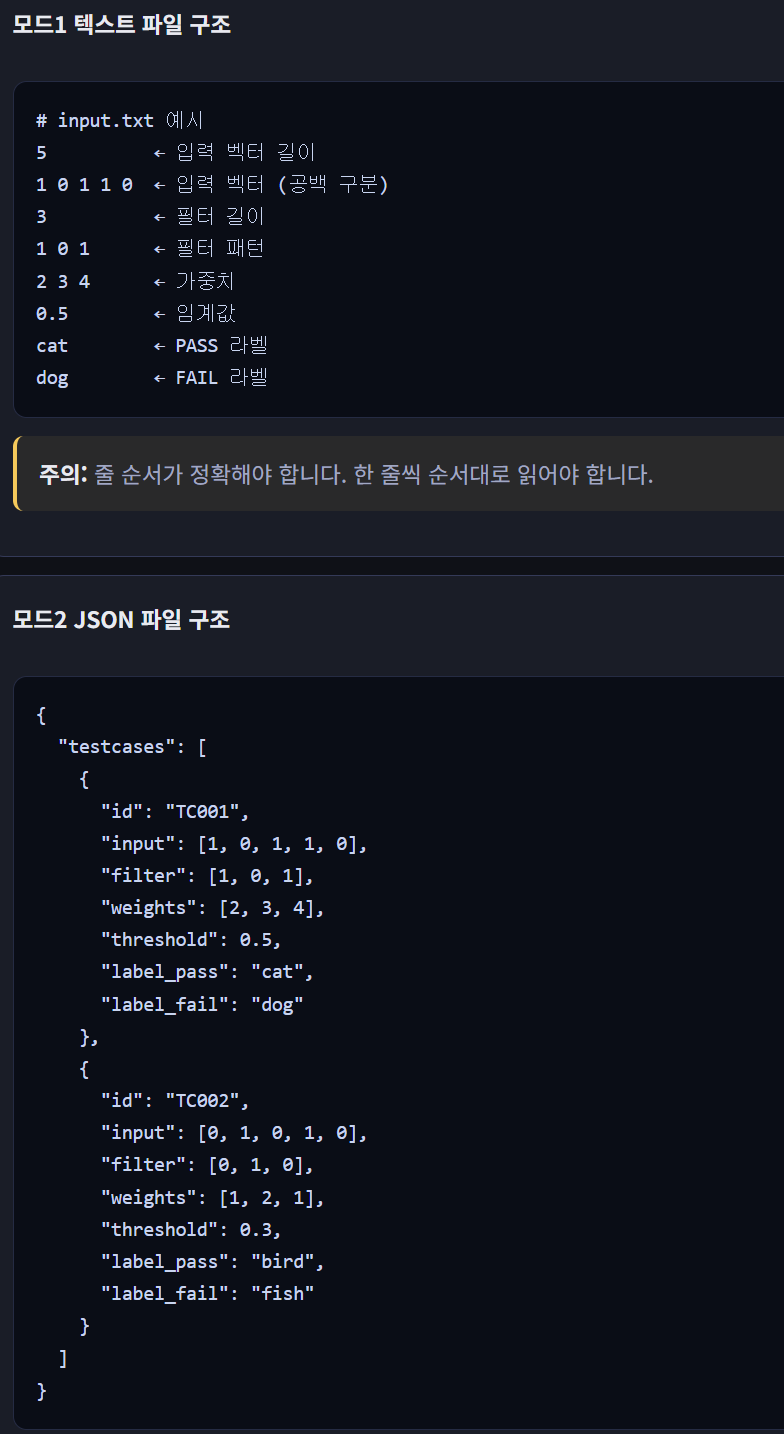 모드1 텍스트 파일 구조
# input.txt 예시
5          ← 입력 벡터 길이
1 0 1 1 0  ← 입력 벡터 (공백 구분)
3          ← 필터 길이
1 0 1      ← 필터 패턴
2 3 4      ← 가중치
0.5        ← 임계값
cat        ← PASS 라벨
dog        ← FAIL 라벨
주의: 줄 순서가 정확해야 합니다. 한 줄씩 순서대로 읽어야 합니다.
모드2 JSON 파일 구조
{
  "testcases": [
    {
      "id": "TC001",
      "input": [1, 0, 1, 1, 0],
      "filter": [1, 0, 1],
      "weights": [2, 3, 4],
      "threshold": 0.5,
      "label_pass": "cat",
      "label_fail": "dog"
    },
    {
      "id": "TC002",
      "input": [0, 1, 0, 1, 0],
      "filter": [0, 1, 0],
      "weights": [1, 2, 1],
      "threshold": 0.3,
      "label_pass": "bird",
      "label_fail": "fish"
    }
  ]
}